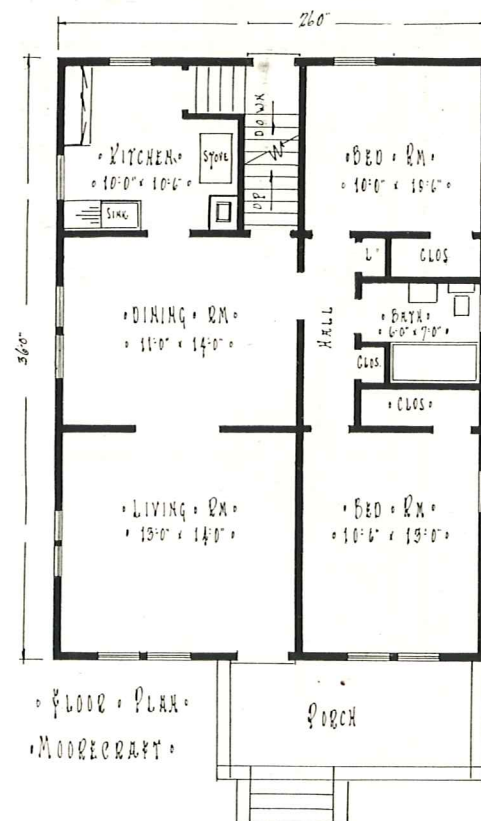 26'0"
DOWN
KITCHEN
10'-0" x 10'-6"
STOVE
BED RM
10'-0" x 13'-6"
UP
SINK
L
CLOS
36'0"
DINING RM
11'-0" x 14'-0"
HALL
BATH
6'-0" x 7'-0"
CLOS.
CLOS
LIVING RM
13'-0" x 14'-0"
BED RM
10'-6" x 13'-0"
FLOOR PLAN
MOORECRAFT
PORCH